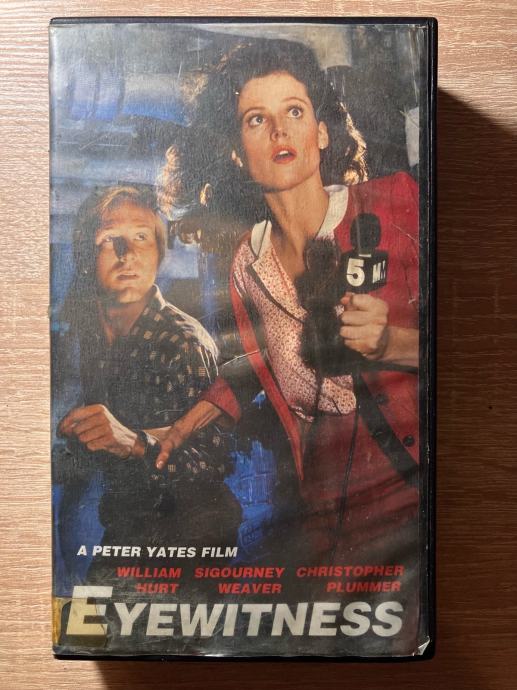 5
A PETER YATES FILM
WILLIAM SIGOURNEY CHRISTOPHER
HURT WEAVER PLUMMER
EYEWITNESS